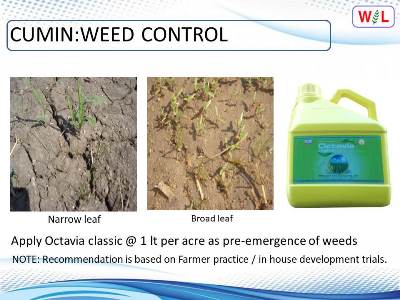 W L
CUMIN:WEED CONTROL
Octavia
Narrow leaf
Broad leaf
Apply Octavia classic @ 1 lt per acre as pre-emergence of weeds
NOTE: Recommendation is based on Farmer practice / in house development trials.